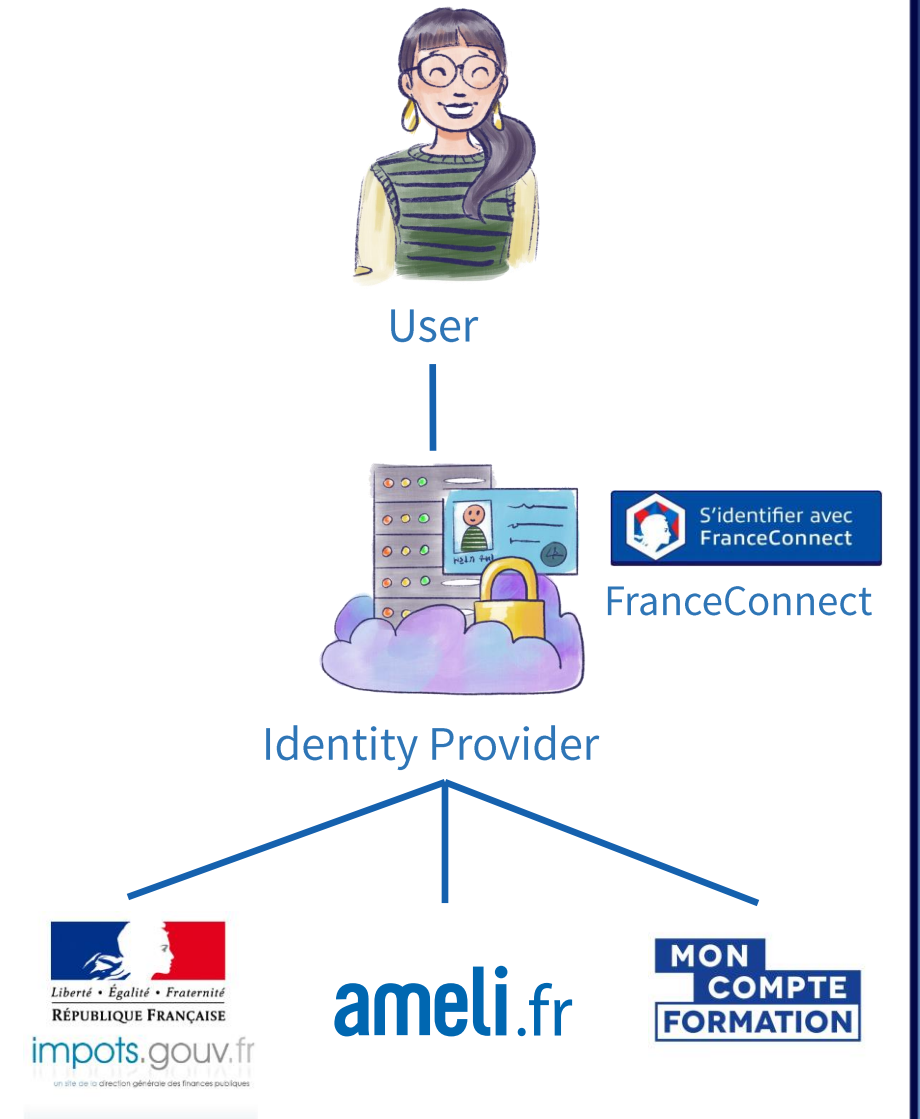 User
S'identifier avec
FranceConnect
FranceConnect
Identity Provider
Liberté • Égalité • Fraternité
RÉPUBLIQUE FRANÇAISE
impots.gouv.fr
un site de la direction générale des finances publiques
ameli.fr
MON
COMPTE
FORMATION